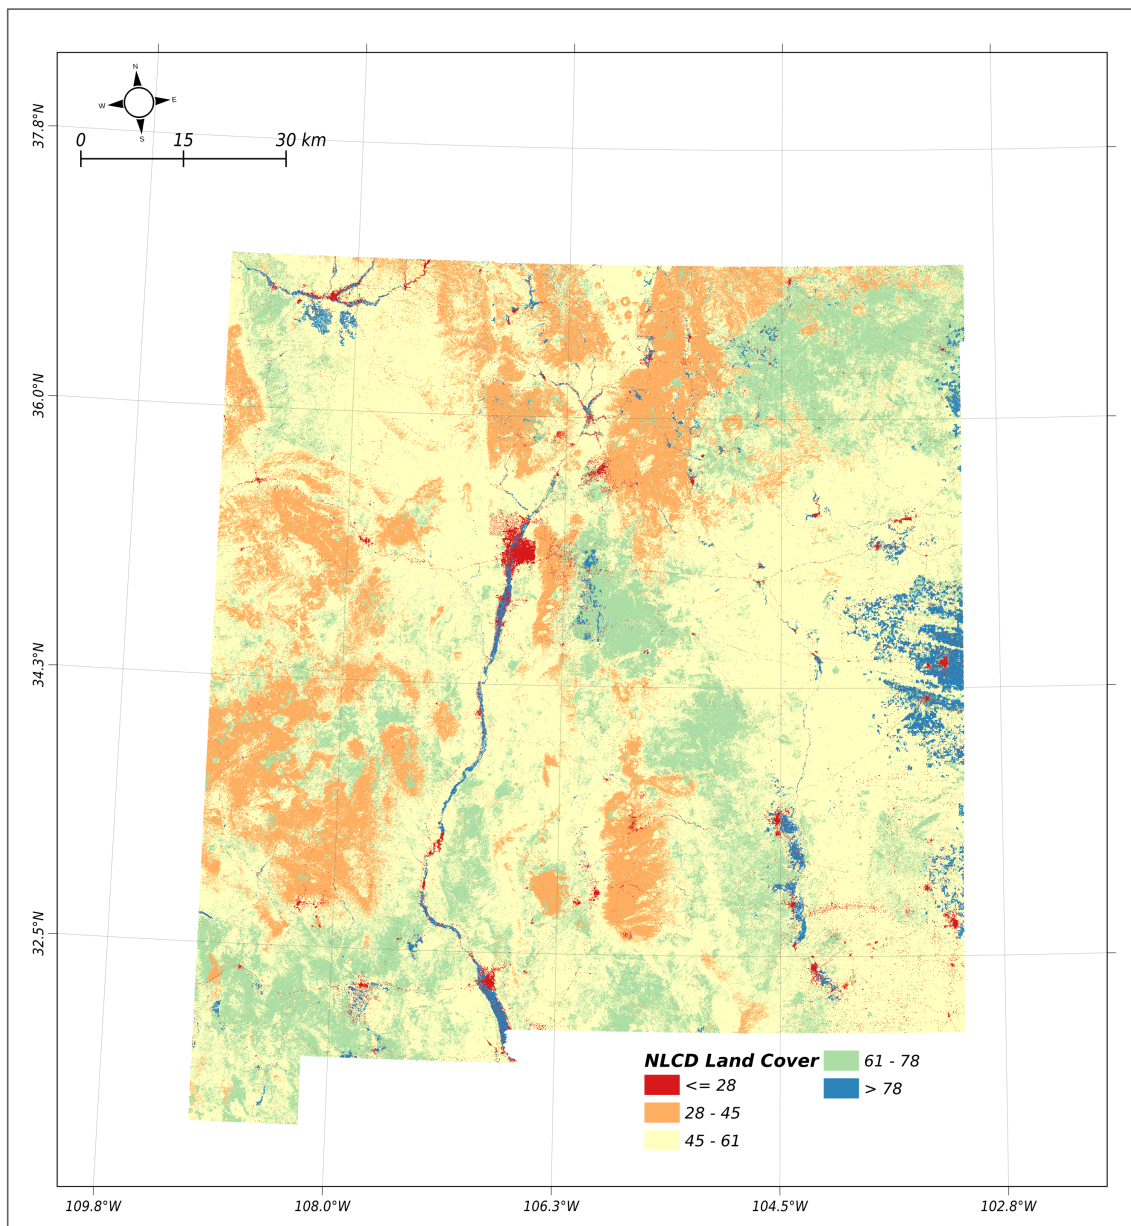 N
W E
S
0 15 30 km
37.8°N
36.0°N
34.3°N
32.5°N
NLCD Land Cover
<= 28
28 - 45
45 - 61
61 - 78
> 78
109.8°W 108.0°W 106.3°W 104.5°W 102.8°W